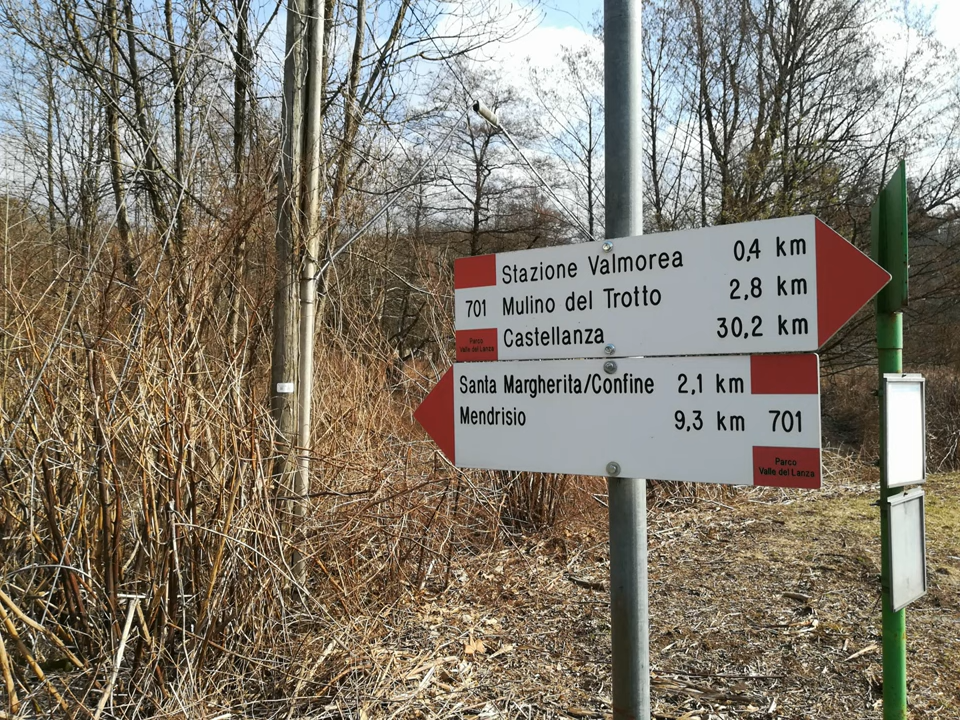 Stazione Valmorea 0,4 km
701 Mulino del Trotto 2,8 km
Castellanza 30,2 km
Parco
Valle del Lanza
Santa Margherita/Confine 2,1 km
Mendrisio 9,3 km 701
Parco
Valle del Lanza